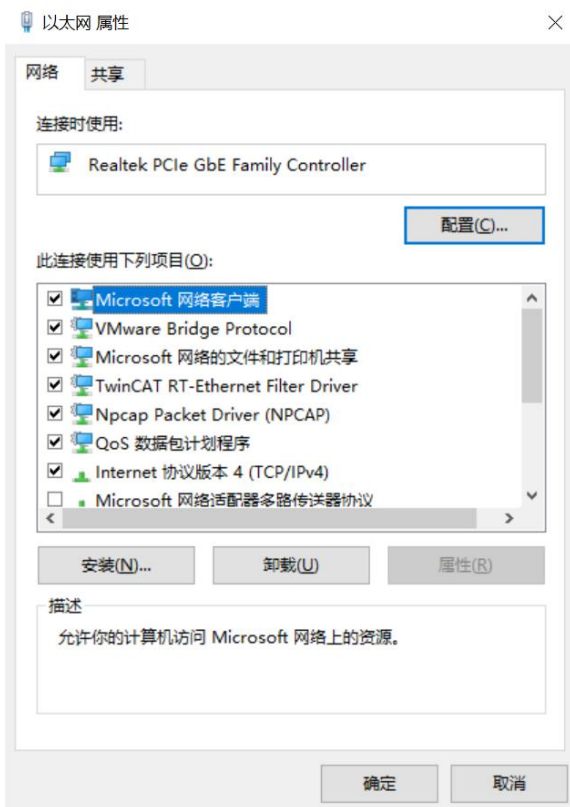 以太网 属性
网络 共享
连接时使用:
Realtek PCIe GbE Family Controller
配置(C)...
此连接使用下列项目(O):
Microsoft 网络客户端
VMware Bridge Protocol
Microsoft 网络的文件和打印机共享
TwinCAT RT-Ethernet Filter Driver
Npcap Packet Driver (NPCAP)
QoS 数据包计划程序
Internet 协议版本 4 (TCP/IPv4)
Microsoft 网络适配器多路传送器协议
安装(N)... 卸载(U) 属性(R)
描述
允许你的计算机访问 Microsoft 网络上的资源。
确定 取消